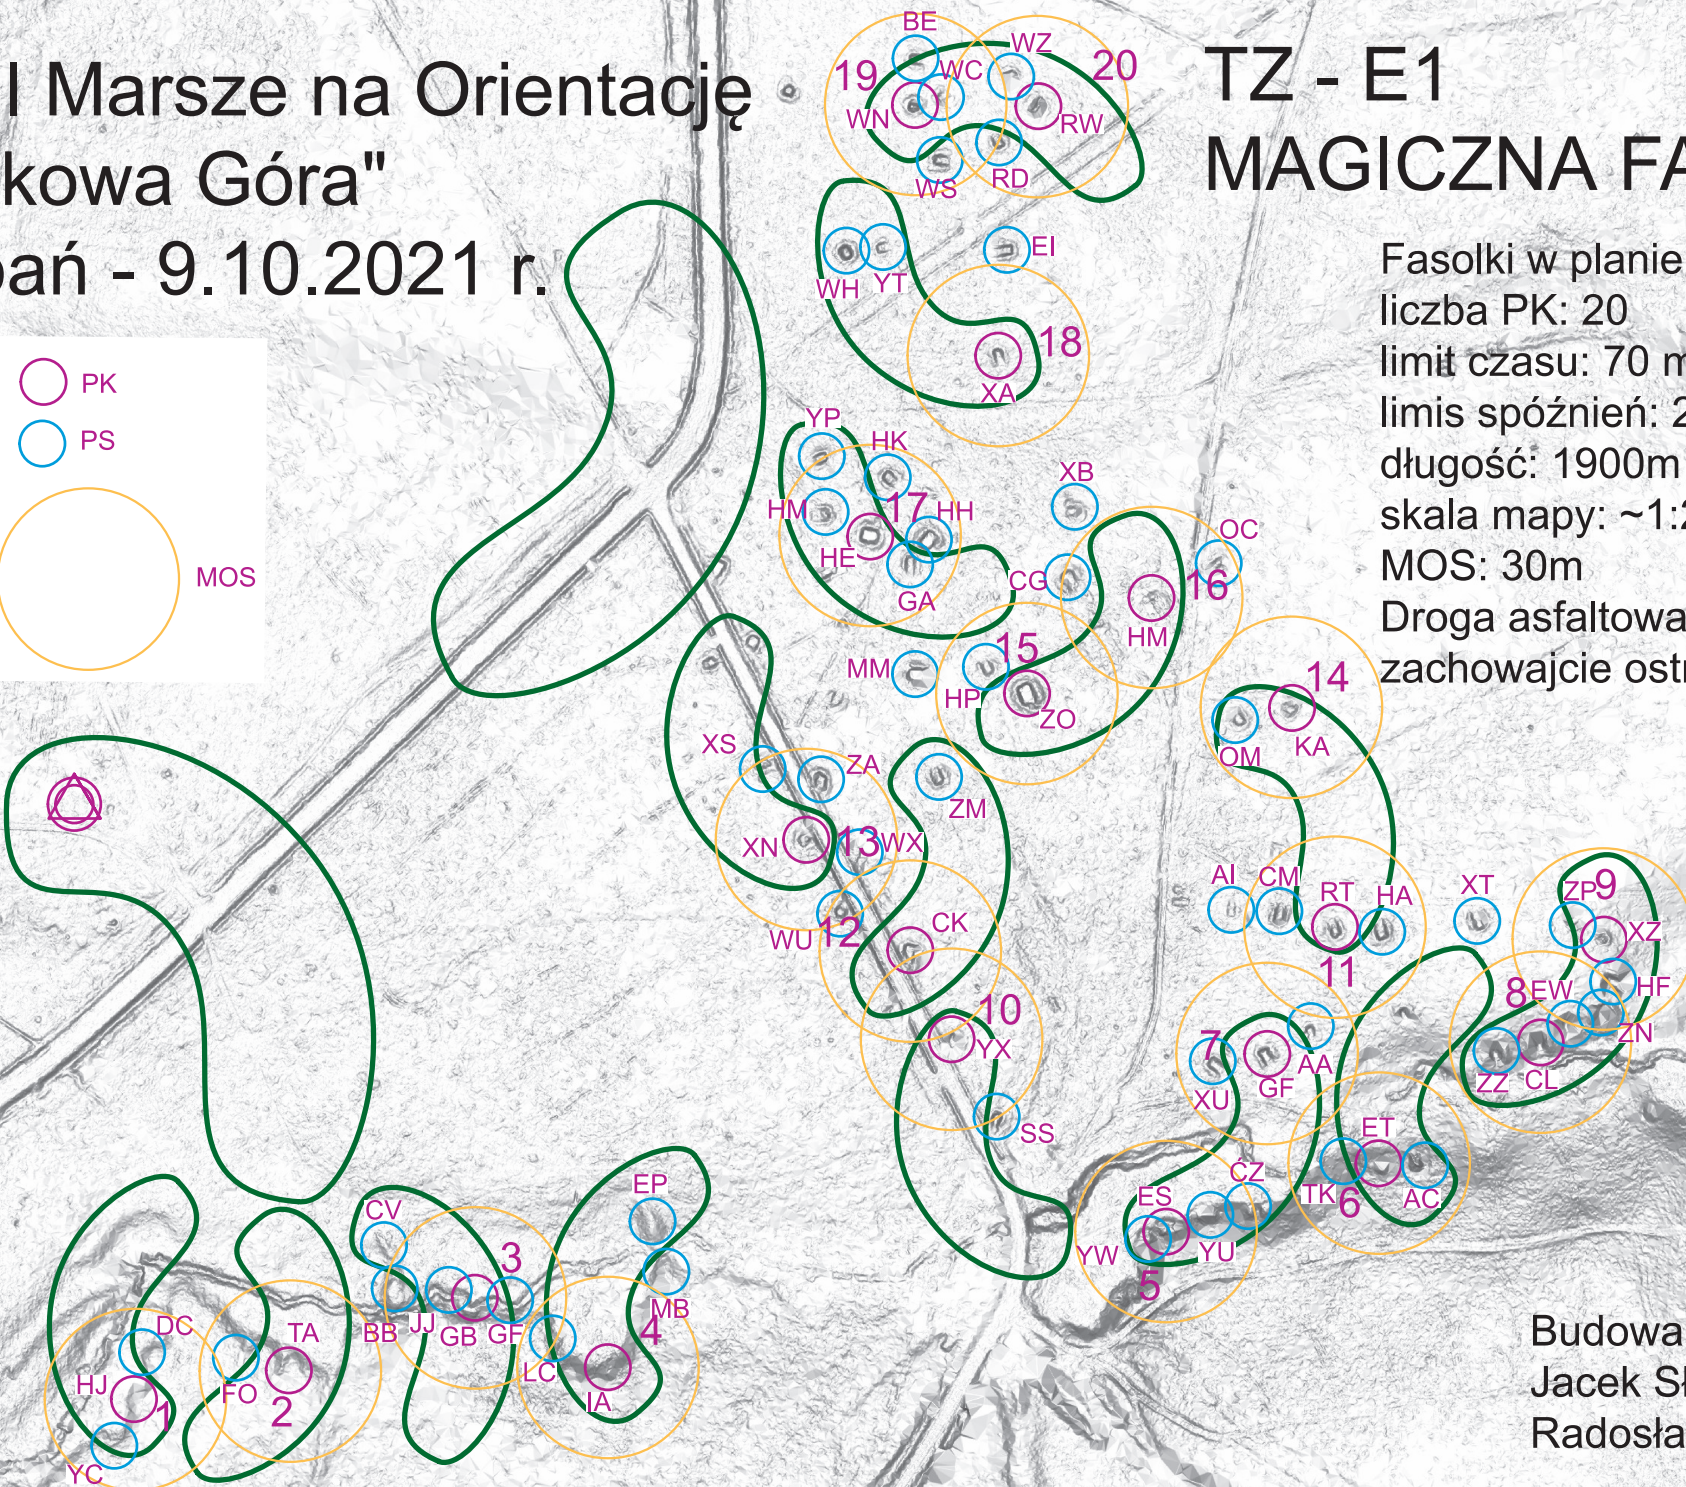 I Marsze na Orientację
kowa Góra"
pań - 9.10.2021 r.
TZ - E1
MAGICZNA FA
Fasolki w planie
liczba PK: 20
limit czasu: 70 m
limis spóźnień: 2
długość: 1900m
skala mapy: ~1:2
MOS: 30m
Droga asfaltowa
zachowajcie ostr
PK
PS
MOS
BE
WZ
19
WC
20
WN
RW
WS
RD
EI
WH
YT
18
XA
YP
HK
XB
HM
17
HH
OC
HE
CG
16
GA
HM
15
MM
HP
ZO
14
XS
ZA
OM
KA
ZM
XN
13
WX
AI
CM
RT
HA
XT
ZP
9
WU
12
CK
XZ
11
8
EW
HF
10
YX
7
AA
ZN
XU
GF
ZZ
CL
SS
ET
ES
ĆZ
TK
6
AC
EP
CV
YW
YU
3
5
MB
DC
TA
BB
JJ
GB
GF
4
LC
HJ
FO
IA
1
2
YC
Budowa
Jacek Sł
Radosła